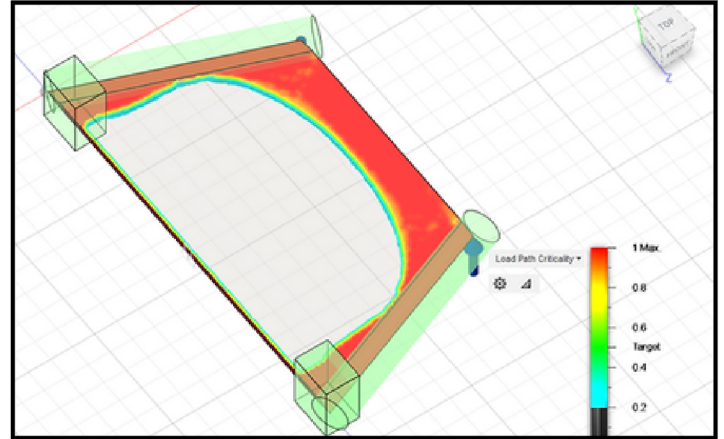 TOP
FRONT
Z
Load Path Criticality
1 Max.
0.8
0.6
Target
0.4
0.2